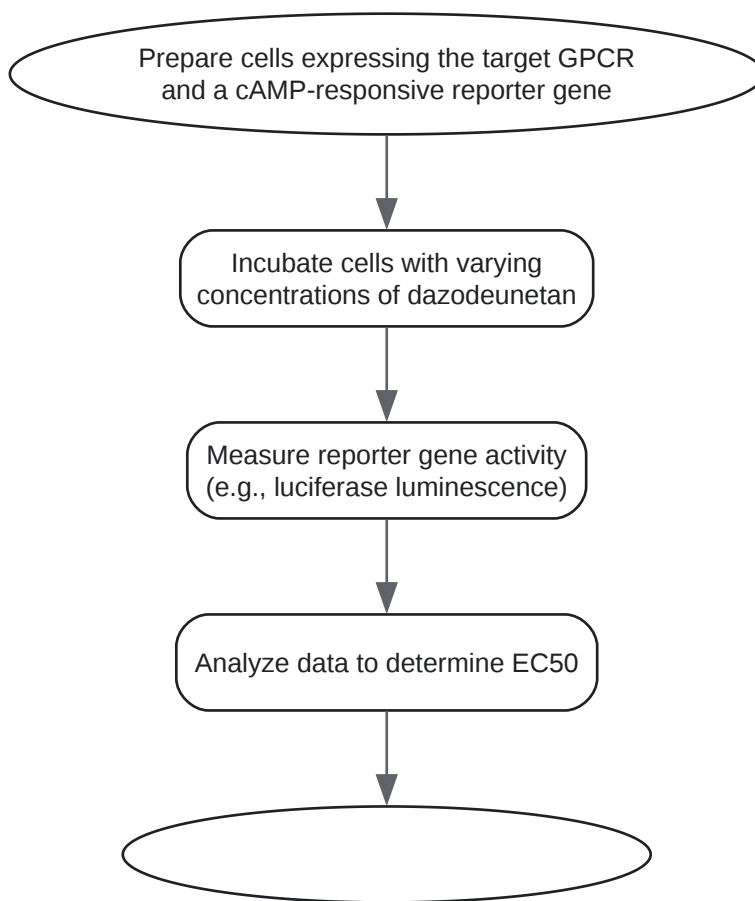 Prepare cells expressing the target GPCR
and a cAMP-responsive reporter gene
Incubate cells with varying
concentrations of dazodeunetan
Measure reporter gene activity
(e.g., luciferase luminescence)
Analyze data to determine EC50